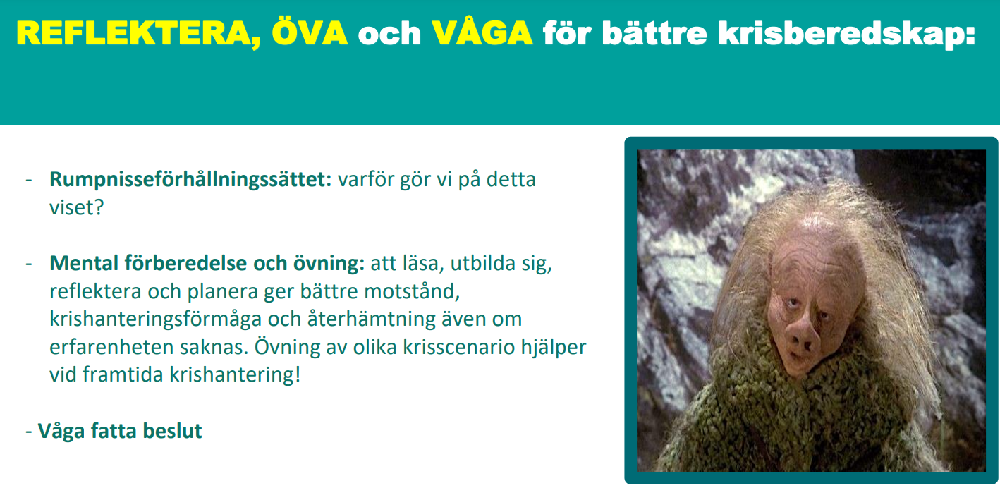 REFLEKTERA, ÖVA och VÅGA för bättre krisberedskap:
- Rumpnisseförhållningssättet: varför gör vi på detta
viset?
- Mental förberedelse och övning: att läsa, utbilda sig,
reflektera och planera ger bättre motstånd,
krishanteringsförmåga och återhämtning även om
erfarenheten saknas. Övning av olika krisscenario hjälper
vid framtida krishantering!
- Våga fatta beslut